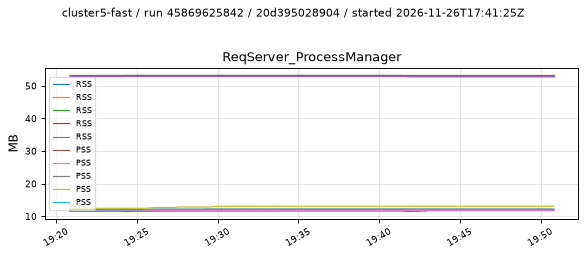 cluster5-fast / run 45869625842 / 20d395028904 / started 2026-11-26T17:41:25Z
ReqServer_ProcessManager
MB
50
40
30
20
10
RSS
RSS
RSS
RSS
RSS
PSS
PSS
PSS
PSS
PSS
19:20
19:25
19:30
19:35
19:40
19:45
19:50